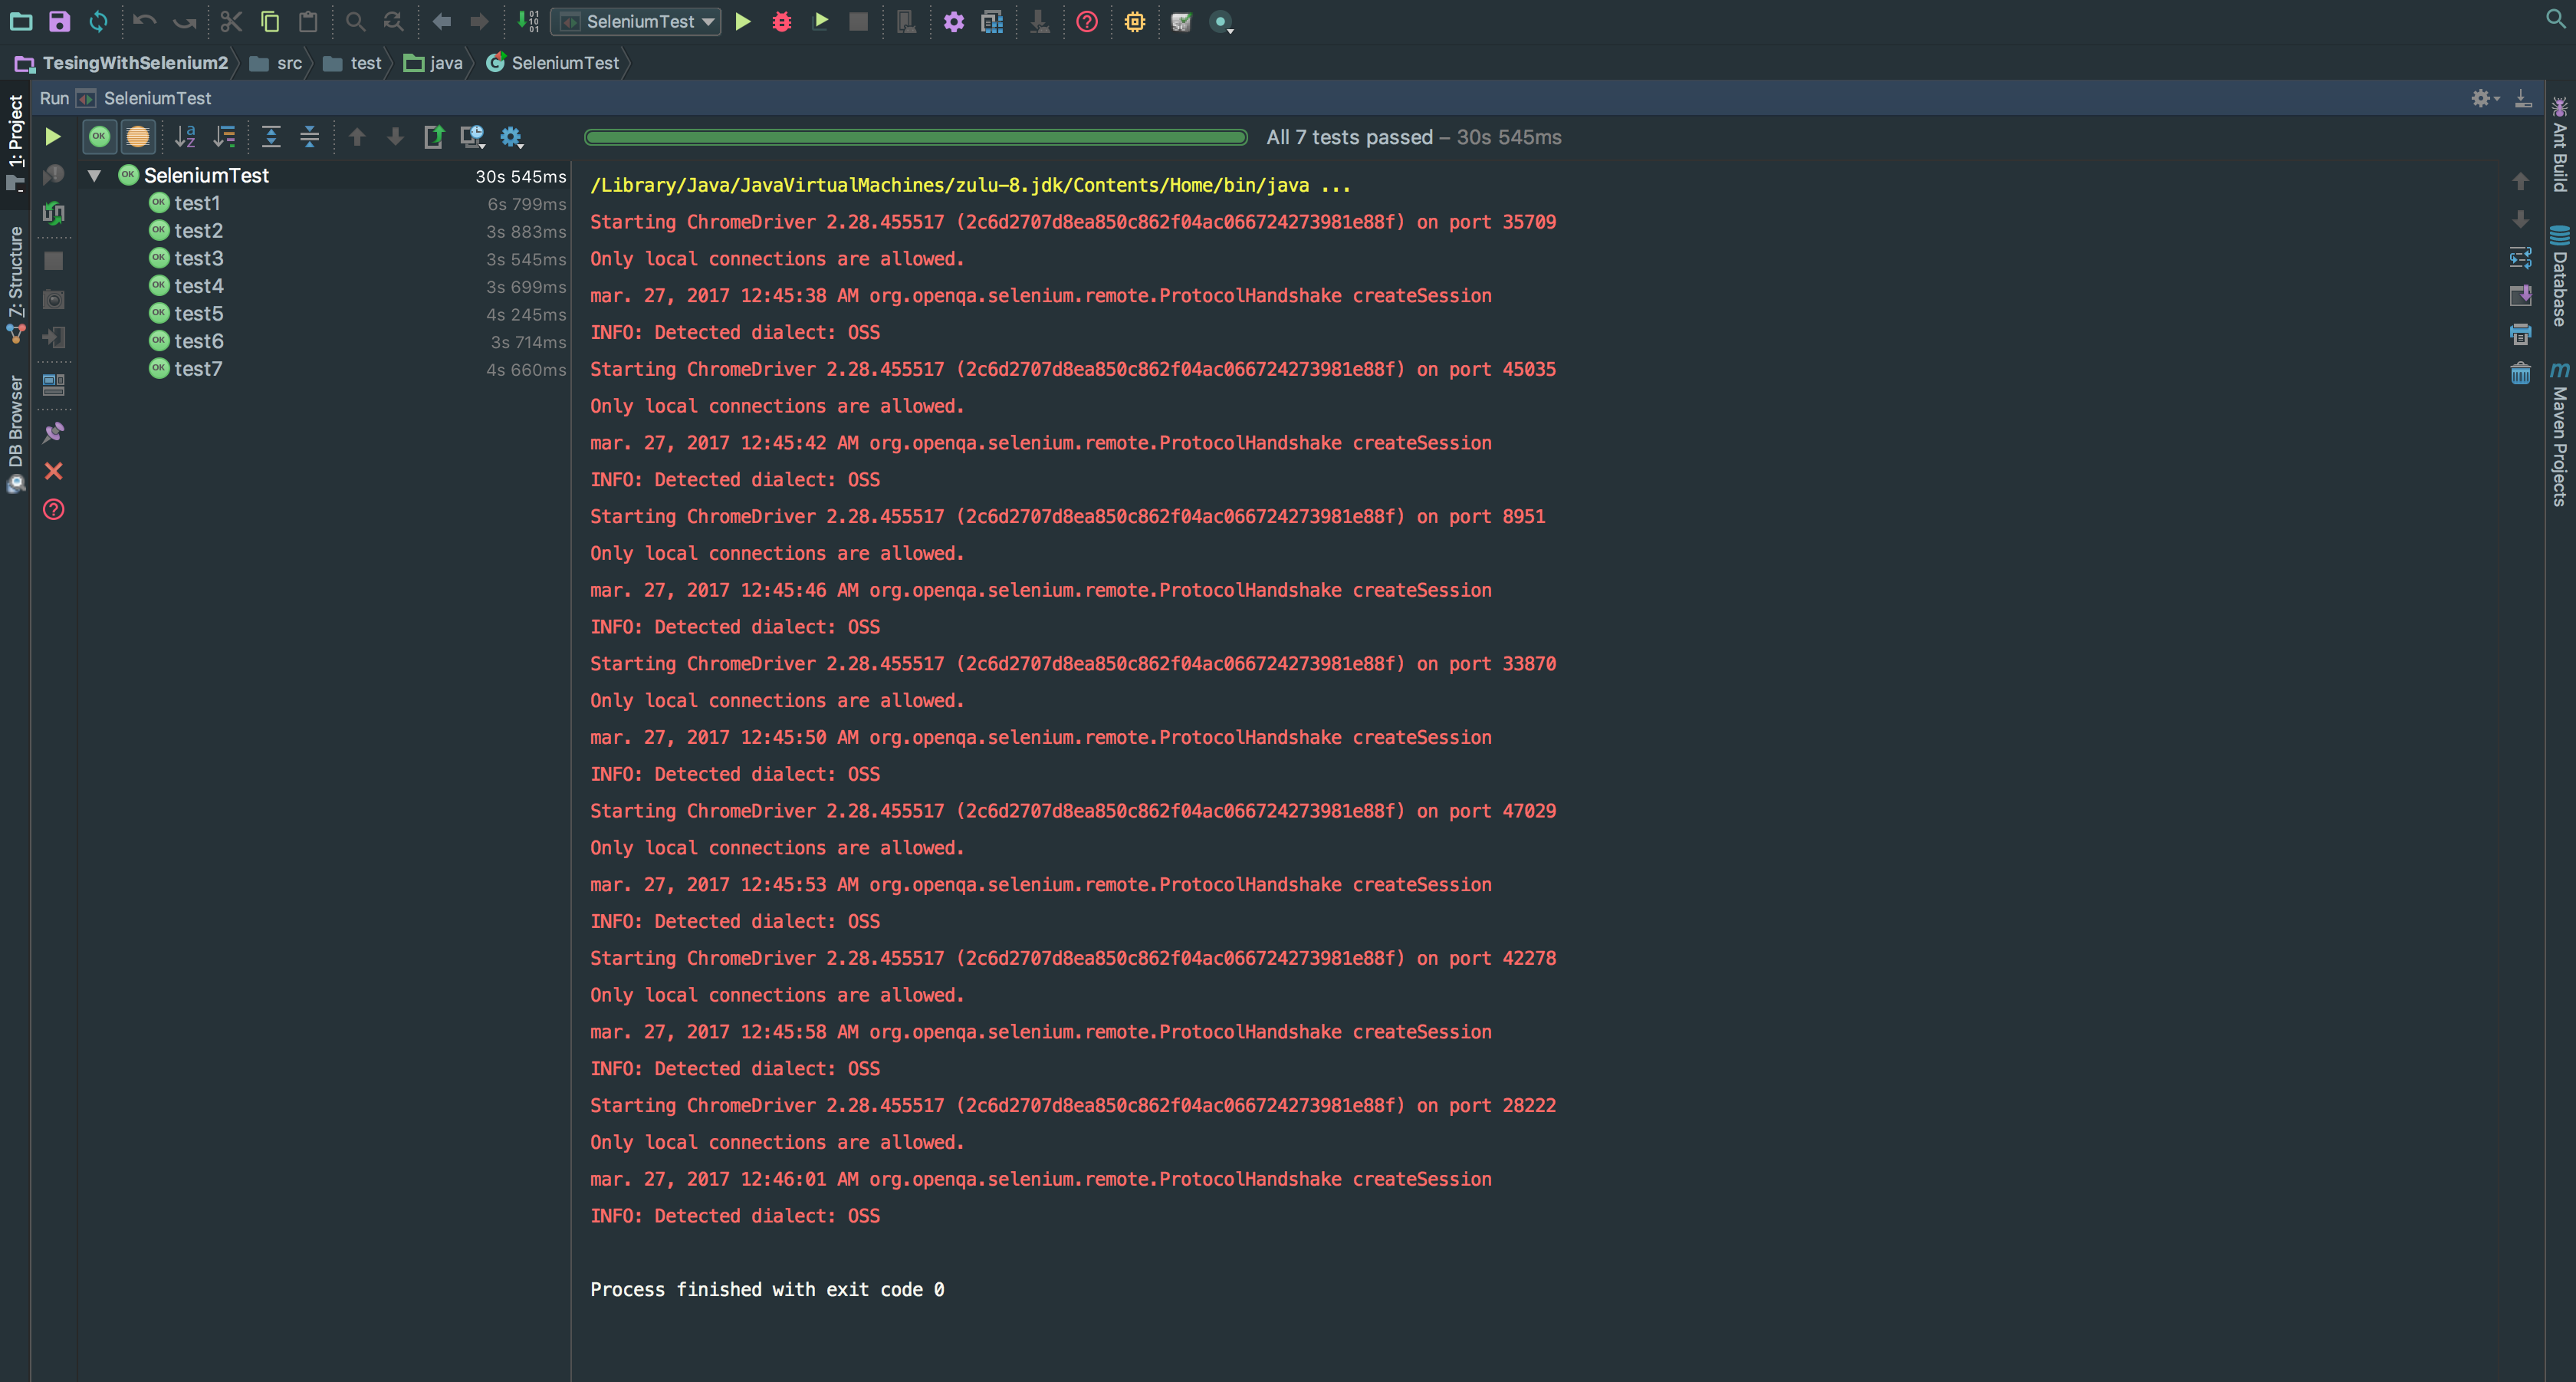 SeleniumTest
TesingWithSelenium2 src test java SeleniumTest
Run SeleniumTest
1: Project
Z: Structure
DB Browser
Ant Build
Database
m Maven Projects
All 7 tests passed – 30s 545ms
OK SeleniumTest 30s 545ms
OK test1 6s 799ms
OK test2 3s 883ms
OK test3 3s 545ms
OK test4 3s 699ms
OK test5 4s 245ms
OK test6 3s 714ms
OK test7 4s 660ms
/Library/Java/JavaVirtualMachines/zulu-8.jdk/Contents/Home/bin/java ...
Starting ChromeDriver 2.28.455517 (2c6d2707d8ea850c862f04ac066724273981e88f) on port 35709
Only local connections are allowed.
mar. 27, 2017 12:45:38 AM org.openqa.selenium.remote.ProtocolHandshake createSession
INFO: Detected dialect: OSS
Starting ChromeDriver 2.28.455517 (2c6d2707d8ea850c862f04ac066724273981e88f) on port 45035
Only local connections are allowed.
mar. 27, 2017 12:45:42 AM org.openqa.selenium.remote.ProtocolHandshake createSession
INFO: Detected dialect: OSS
Starting ChromeDriver 2.28.455517 (2c6d2707d8ea850c862f04ac066724273981e88f) on port 8951
Only local connections are allowed.
mar. 27, 2017 12:45:46 AM org.openqa.selenium.remote.ProtocolHandshake createSession
INFO: Detected dialect: OSS
Starting ChromeDriver 2.28.455517 (2c6d2707d8ea850c862f04ac066724273981e88f) on port 33870
Only local connections are allowed.
mar. 27, 2017 12:45:50 AM org.openqa.selenium.remote.ProtocolHandshake createSession
INFO: Detected dialect: OSS
Starting ChromeDriver 2.28.455517 (2c6d2707d8ea850c862f04ac066724273981e88f) on port 47029
Only local connections are allowed.
mar. 27, 2017 12:45:53 AM org.openqa.selenium.remote.ProtocolHandshake createSession
INFO: Detected dialect: OSS
Starting ChromeDriver 2.28.455517 (2c6d2707d8ea850c862f04ac066724273981e88f) on port 42278
Only local connections are allowed.
mar. 27, 2017 12:45:58 AM org.openqa.selenium.remote.ProtocolHandshake createSession
INFO: Detected dialect: OSS
Starting ChromeDriver 2.28.455517 (2c6d2707d8ea850c862f04ac066724273981e88f) on port 28222
Only local connections are allowed.
mar. 27, 2017 12:46:01 AM org.openqa.selenium.remote.ProtocolHandshake createSession
INFO: Detected dialect: OSS
Process finished with exit code 0